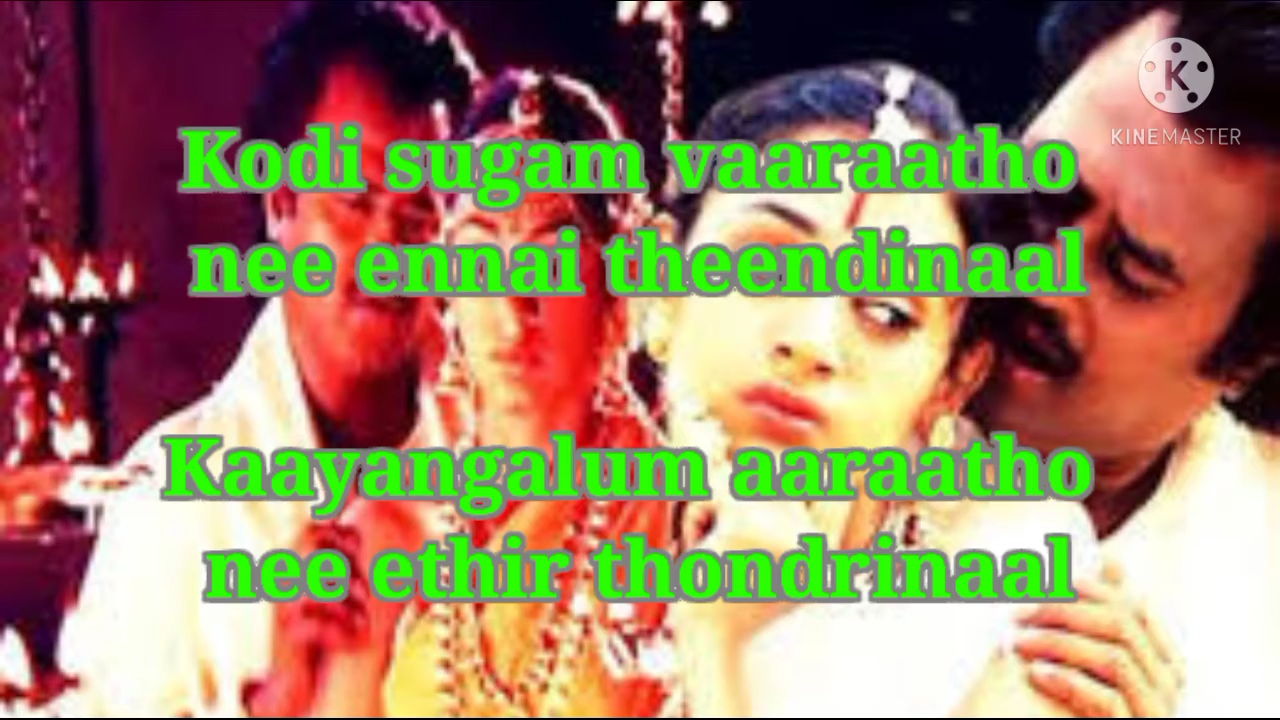 KINEMASTER
Kodi sugam vaaraatho
nee ennai theendinaal
Kaayangalum aaraatho
nee ethir thondrinaal